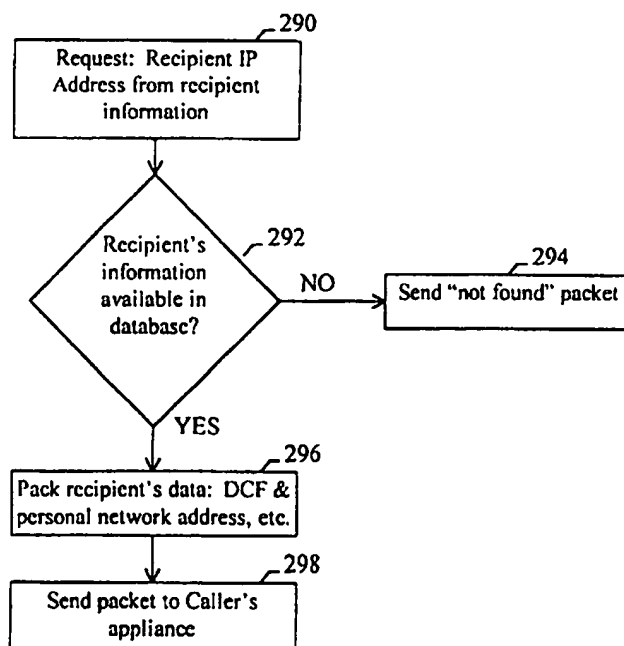 290
Request: Recipient IP
Address from recipient
information
292
Recipient's
information
available in
database?
NO
294
Send "not found" packet
YES
296
Pack recipient's data: DCF &
personal network address, etc.
298
Send packet to Caller's
appliance